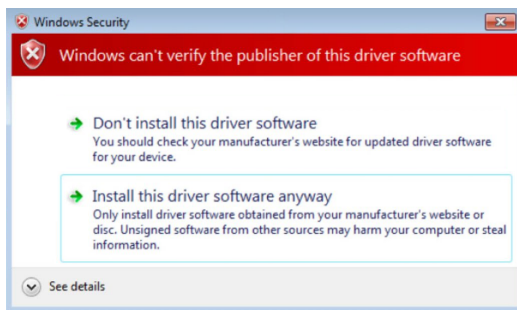 Windows Security
Windows can't verify the publisher of this driver software
Don't install this driver software
You should check your manufacturer's website for updated driver software
for your device.
Install this driver software anyway
Only install driver software obtained from your manufacturer's website or
disc. Unsigned software from other sources may harm your computer or steal
information.
See details